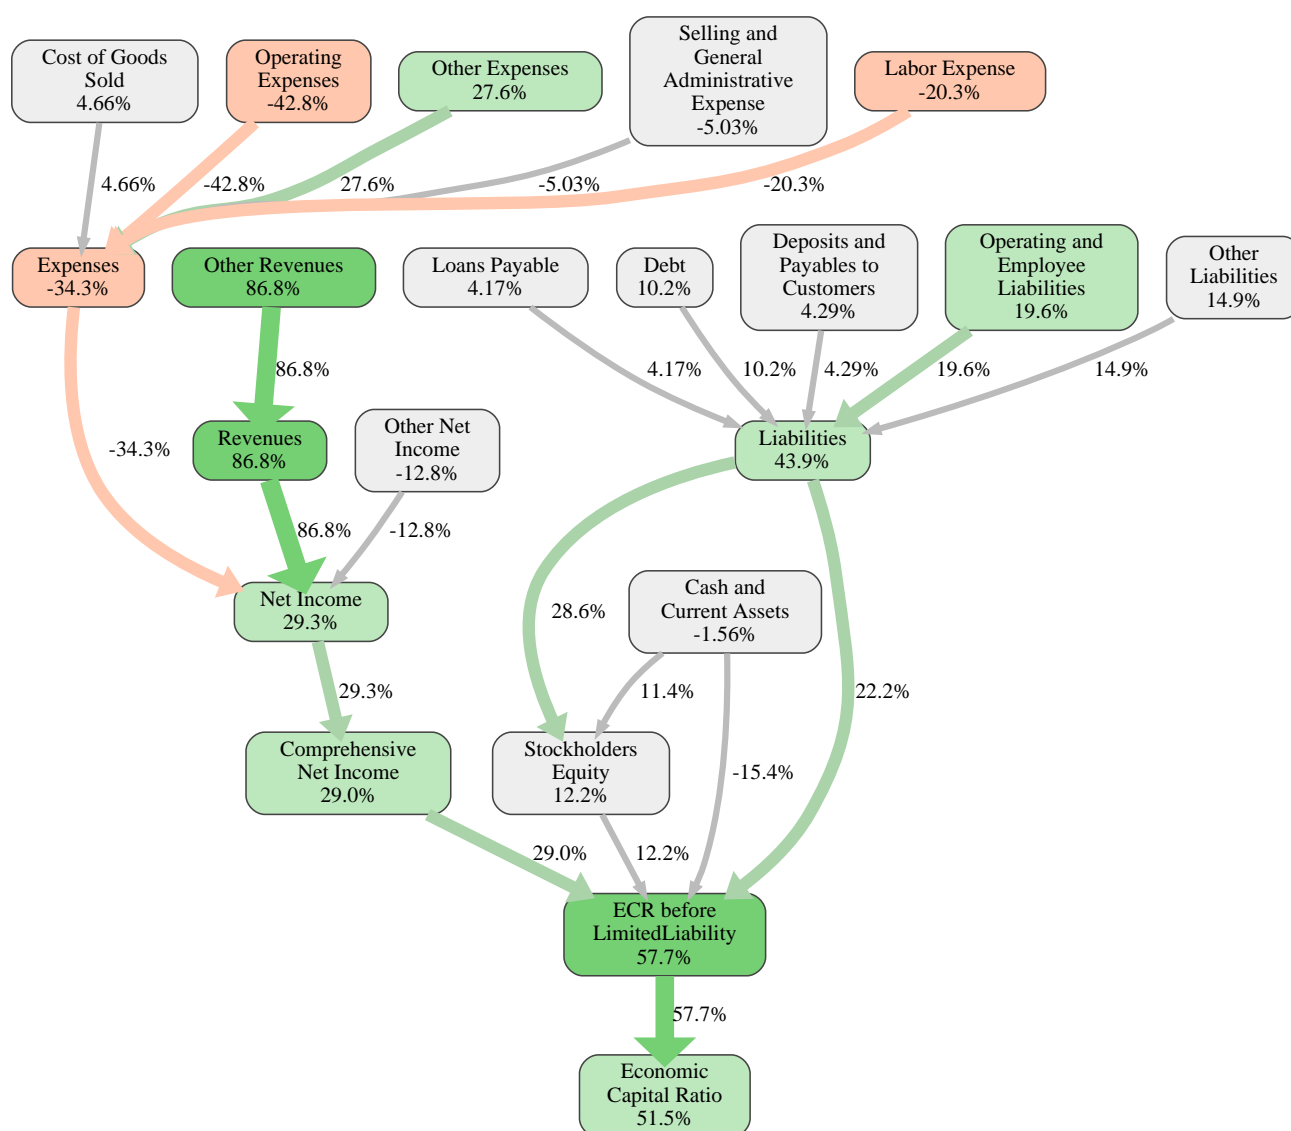 Cost of Goods
Sold
4.66%
Operating
Expenses
-42.8%
Other Expenses
27.6%
Selling and
General
Administrative
Expense
-5.03%
Labor Expense
-20.3%
4.66%
-42.8%
27.6%
-5.03%
-20.3%
Expenses
-34.3%
Other Revenues
86.8%
Loans Payable
4.17%
Debt
10.2%
Deposits and
Payables to
Customers
4.29%
Operating and
Employee
Liabilities
19.6%
Other
Liabilities
14.9%
86.8%
4.17%
10.2%
4.29%
19.6%
14.9%
-34.3%
Revenues
86.8%
Other Net
Income
-12.8%
Liabilities
43.9%
86.8%
-12.8%
Net Income
29.3%
28.6%
Cash and
Current Assets
-1.56%
29.3%
11.4%
22.2%
Comprehensive
Net Income
29.0%
Stockholders
Equity
12.2%
-15.4%
29.0%
12.2%
ECR before
LimitedLiability
57.7%
57.7%
Economic
Capital Ratio
51.5%